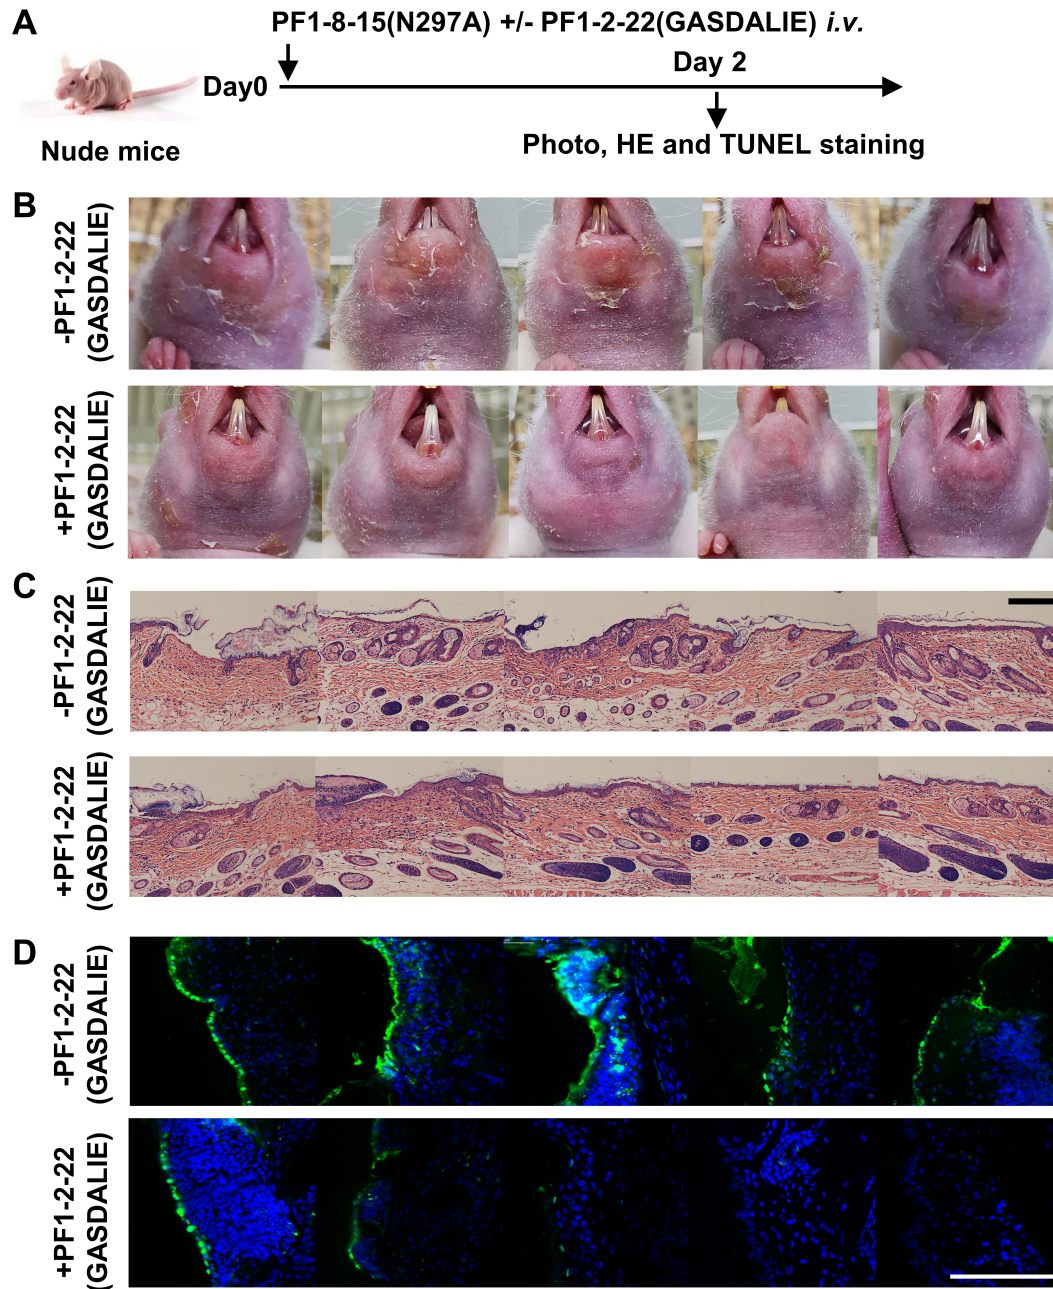 A
PF1-8-15(N297A) +/- PF1-2-22(GASDALIE) i.v.
Day0
Day 2
Nude mice
Photo, HE and TUNEL staining
B
-PF1-2-22
(GASDALIE)
+PF1-2-22
(GASDALIE)
C
-PF1-2-22
(GASDALIE)
+PF1-2-22
(GASDALIE)
D
-PF1-2-22
(GASDALIE)
+PF1-2-22
(GASDALIE)